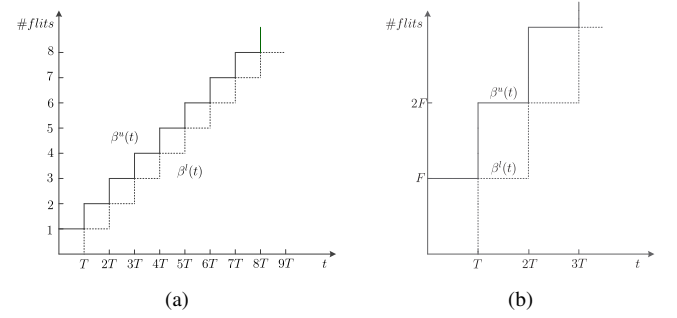 #flits
8
7
6
5
4
3
2
1
β^u(t)
β^l(t)
T 2T 3T 4T 5T 6T 7T 8T 9T t
(a)
#flits
2F
F
β^u(t)
β^l(t)
T 2T 3T t
(b)